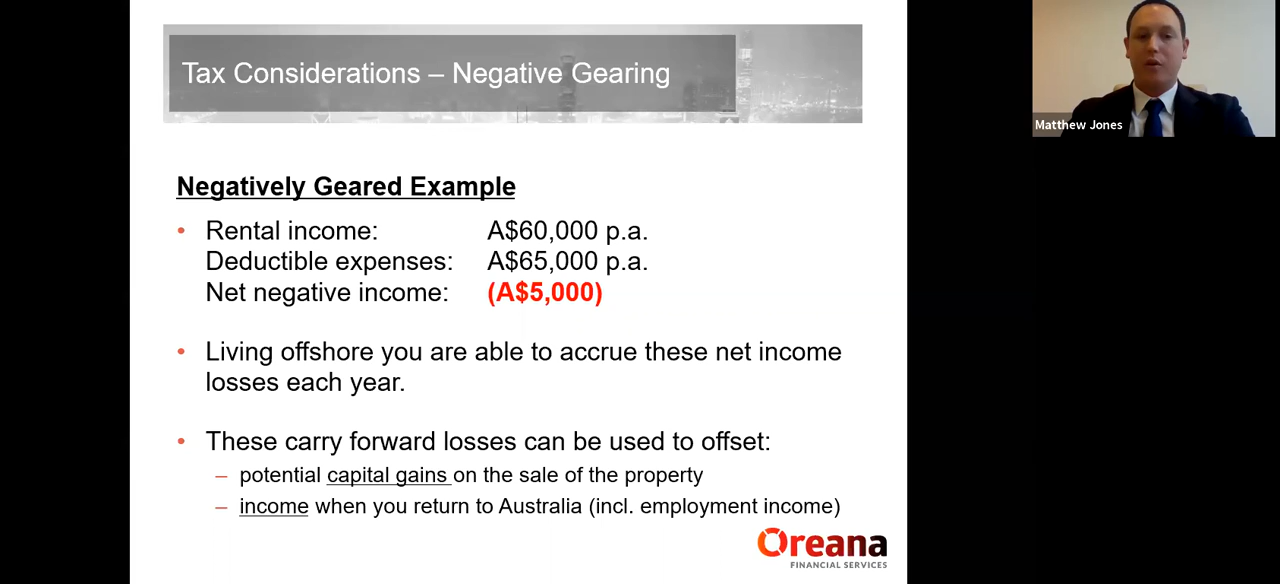 Tax Considerations – Negative Gearing
Matthew Jones
Negatively Geared Example
• Rental income: A$60,000 p.a.
Deductible expenses: A$65,000 p.a.
Net negative income: (A$5,000)
• Living offshore you are able to accrue these net income
losses each year.
• These carry forward losses can be used to offset:
– potential capital gains on the sale of the property
– income when you return to Australia (incl. employment income)
Oreana
FINANCIAL SERVICES